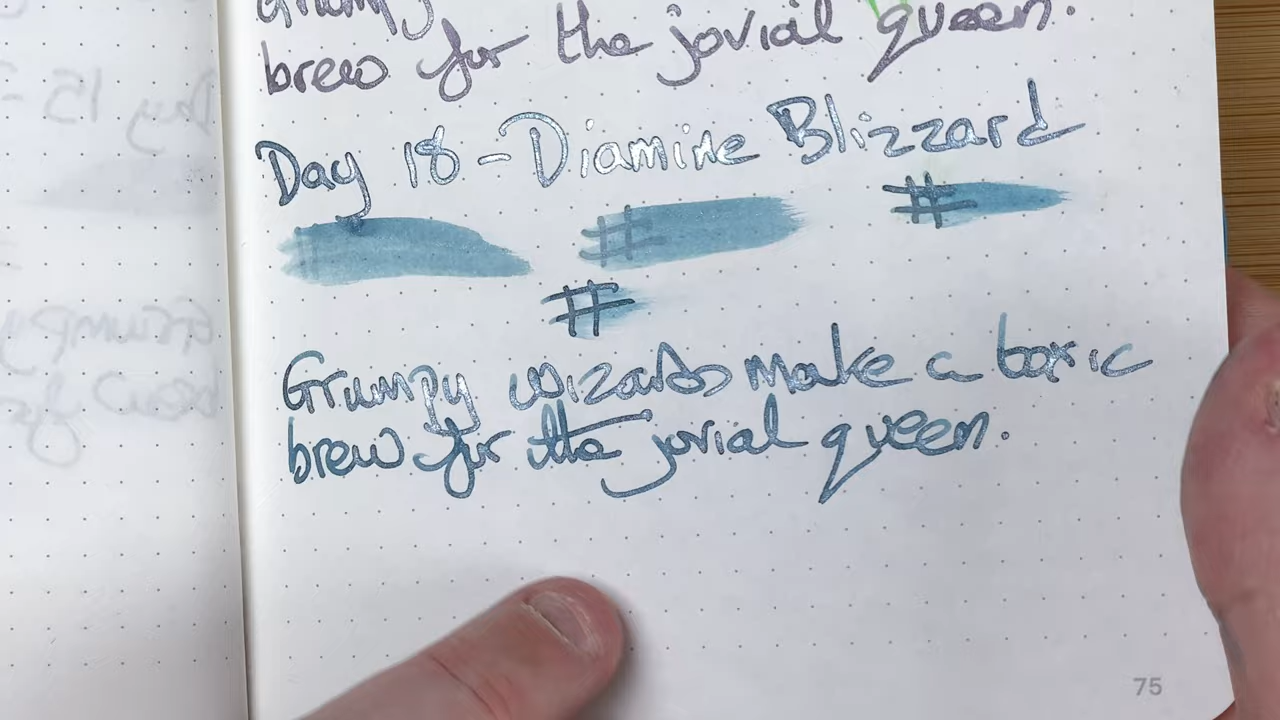 Grumpy
brew for the jovial queen.
Day 18 - Diamine Blizzard
#
#
#
Grumpy wizards make a toxic
brew for the jovial queen.
75